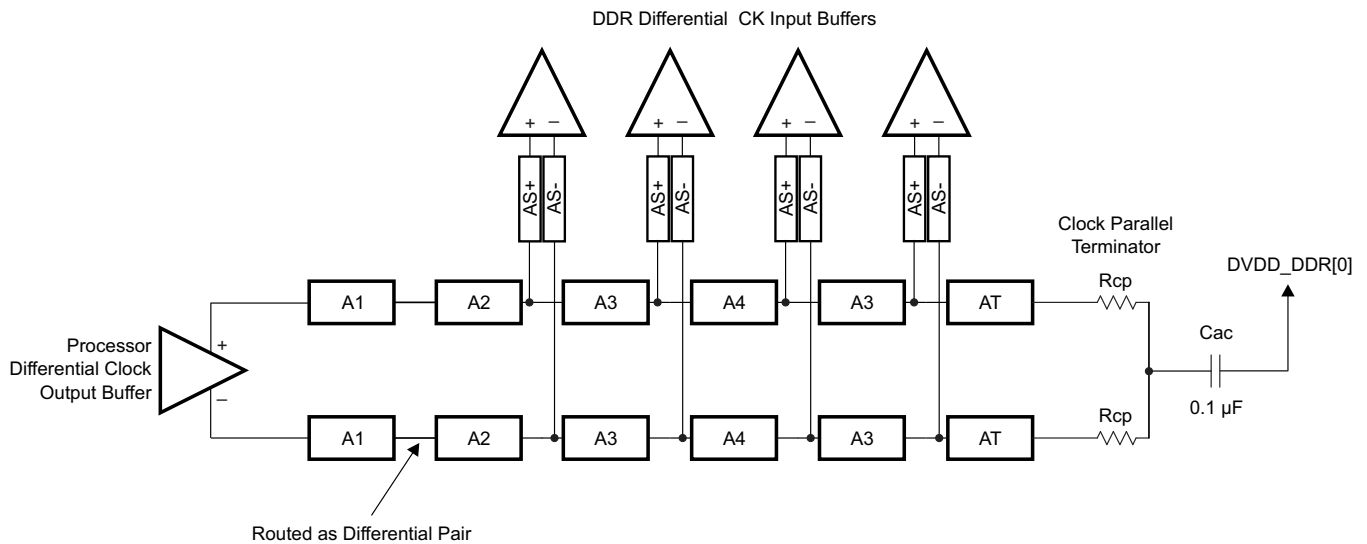 DDR Differential CK Input Buffers
+ – + – + – + –
AS+ AS- AS+ AS- AS+ AS- AS+ AS-
Clock Parallel
Terminator
DVDD_DDR[0]
Rcp
A1 A2 A3 A4 A3 AT
Processor
Differential Clock
Output Buffer
+
–
Cac
0.1 µF
Rcp
A1 A2 A3 A4 A3 AT
Routed as Differential Pair